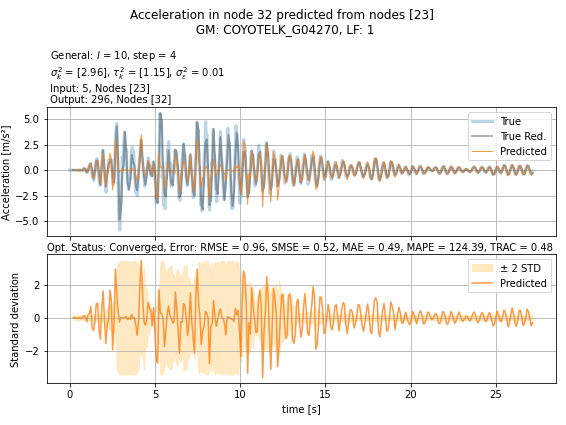 Acceleration in node 32 predicted from nodes [23]
GM: COYOTELK_G04270, LF: 1
General: l = 10, step = 4
σ²ₖ = [2.96], τ²ₖ = [1.15], σ²ε = 0.01
Input: 5, Nodes [23]
Output: 296, Nodes [32]
Acceleration [m/s²]
5.0
2.5
0.0
−2.5
−5.0
True
True Red.
Predicted
Opt. Status: Converged, Error: RMSE = 0.96, SMSE = 0.52, MAE = 0.49, MAPE = 124.39, TRAC = 0.48
Standard deviation
2
0
−2
± 2 STD
Predicted
0 5 10 15 20 25
time [s]